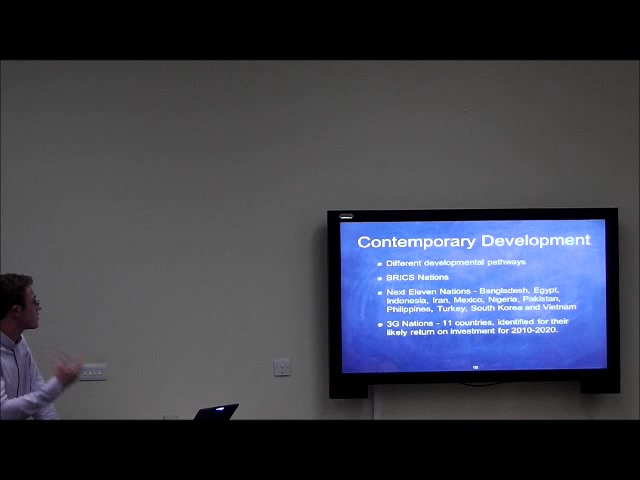 Contemporary Development
Different developmental pathways
BRICS Nations
Next Eleven Nations - Bangladesh, Egypt,
Indonesia, Iran, Mexico, Nigeria, Pakistan,
Philippines, Turkey, South Korea and Vietnam
3G Nations - 11 countries, identified for their
likely return on investment for 2010-2020.